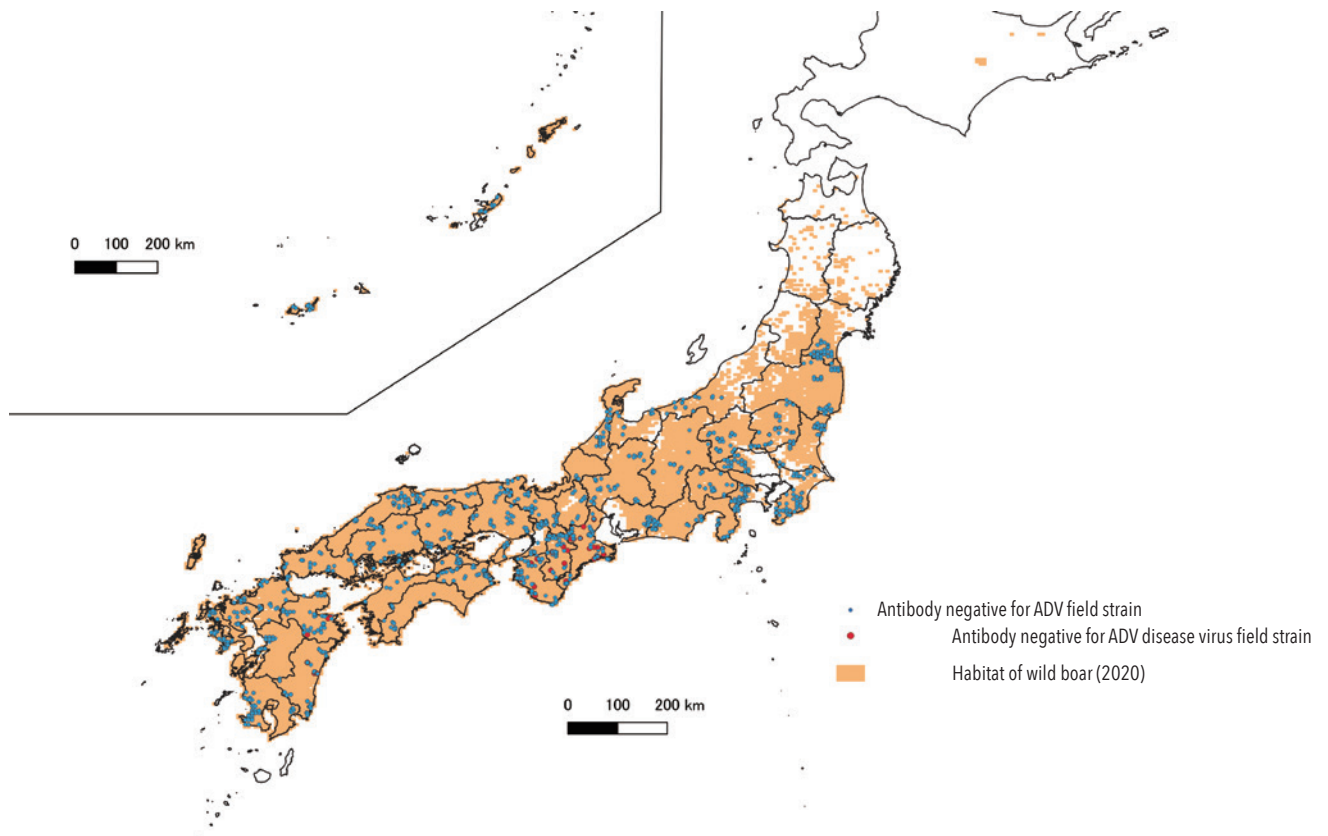 0 100 200 km
Antibody negative for ADV field strain
Antibody negative for ADV disease virus field strain
Habitat of wild boar (2020)
0 100 200 km